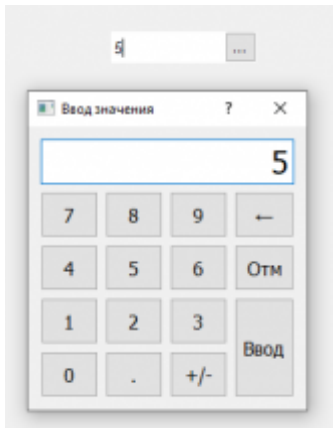 5 ...
Ввод значения ? ×
5
7 8 9 ←
4 5 6 Отм
1 2 3
Ввод
0 . +/-